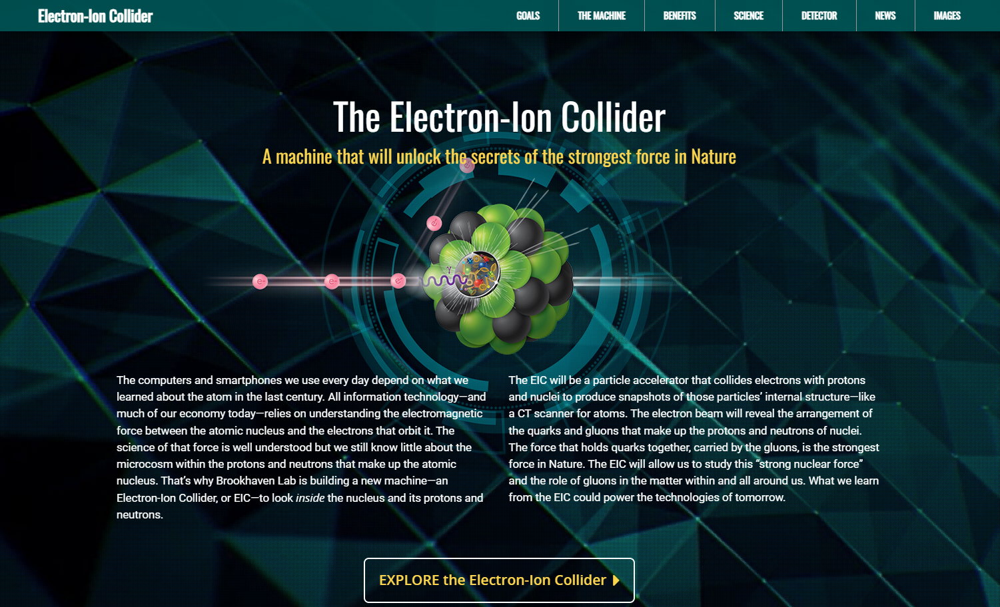 Electron-Ion Collider
GOALS
THE MACHINE
BENEFITS
SCIENCE
DETECTOR
NEWS
IMAGES
The Electron-Ion Collider
A machine that will unlock the secrets of the strongest force in Nature
e-
e-
e-
e-
e-
γ
The computers and smartphones we use every day depend on what we
learned about the atom in the last century. All information technology—and
much of our economy today—relies on understanding the electromagnetic
force between the atomic nucleus and the electrons that orbit it. The
science of that force is well understood but we still know little about the
microcosm within the protons and neutrons that make up the atomic
nucleus. That’s why Brookhaven Lab is building a new machine—an
Electron-Ion Collider, or EIC—to look inside the nucleus and its protons and
neutrons.
The EIC will be a particle accelerator that collides electrons with protons
and nuclei to produce snapshots of those particles’ internal structure—like
a CT scanner for atoms. The electron beam will reveal the arrangement of
the quarks and gluons that make up the protons and neutrons of nuclei.
The force that holds quarks together, carried by the gluons, is the strongest
force in Nature. The EIC will allow us to study this “strong nuclear force”
and the role of gluons in the matter within and all around us. What we learn
from the EIC could power the technologies of tomorrow.
EXPLORE the Electron-Ion Collider